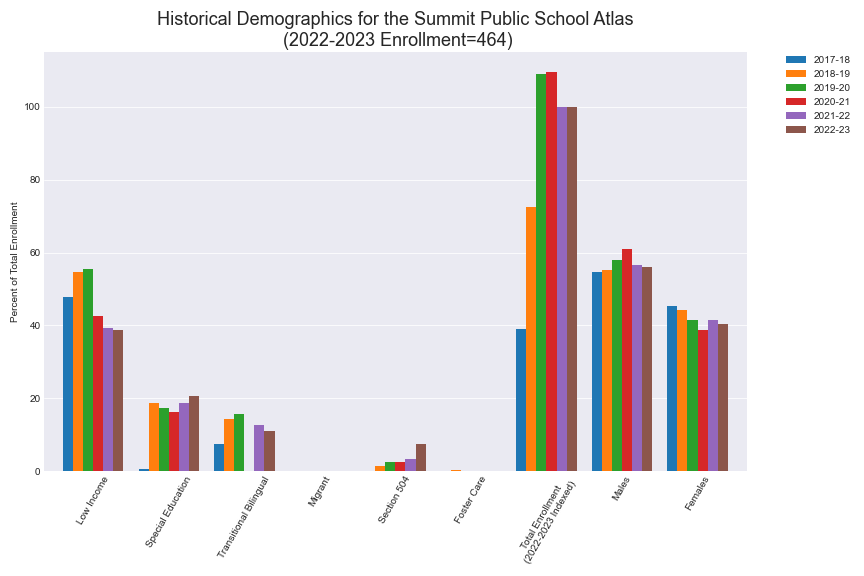 Historical Demographics for the Summit Public School Atlas
(2022-2023 Enrollment=464)
2017-18
2018-19
2019-20
2020-21
2021-22
2022-23
Percent of Total Enrollment
100
80
60
40
20
0
Low Income
Special Education
Transitional Bilingual
Migrant
Section 504
Foster Care
Total Enrollment
(2022-2023 Indexed)
Males
Females